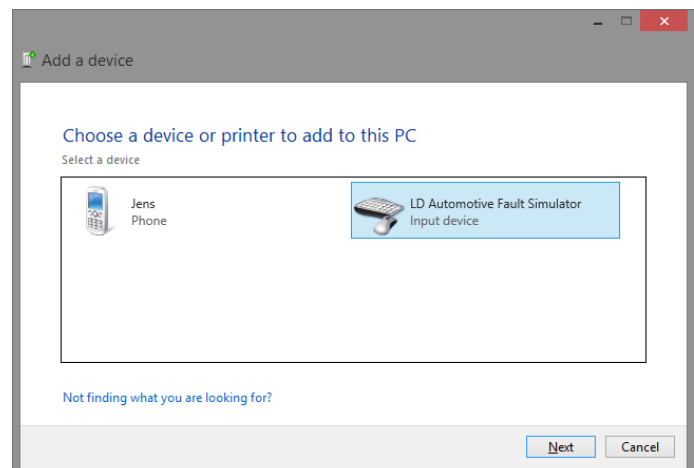 Add a device
Choose a device or printer to add to this PC
Select a device
Jens
Phone
LD Automotive Fault Simulator
Input device
Not finding what you are looking for?
Next
Cancel